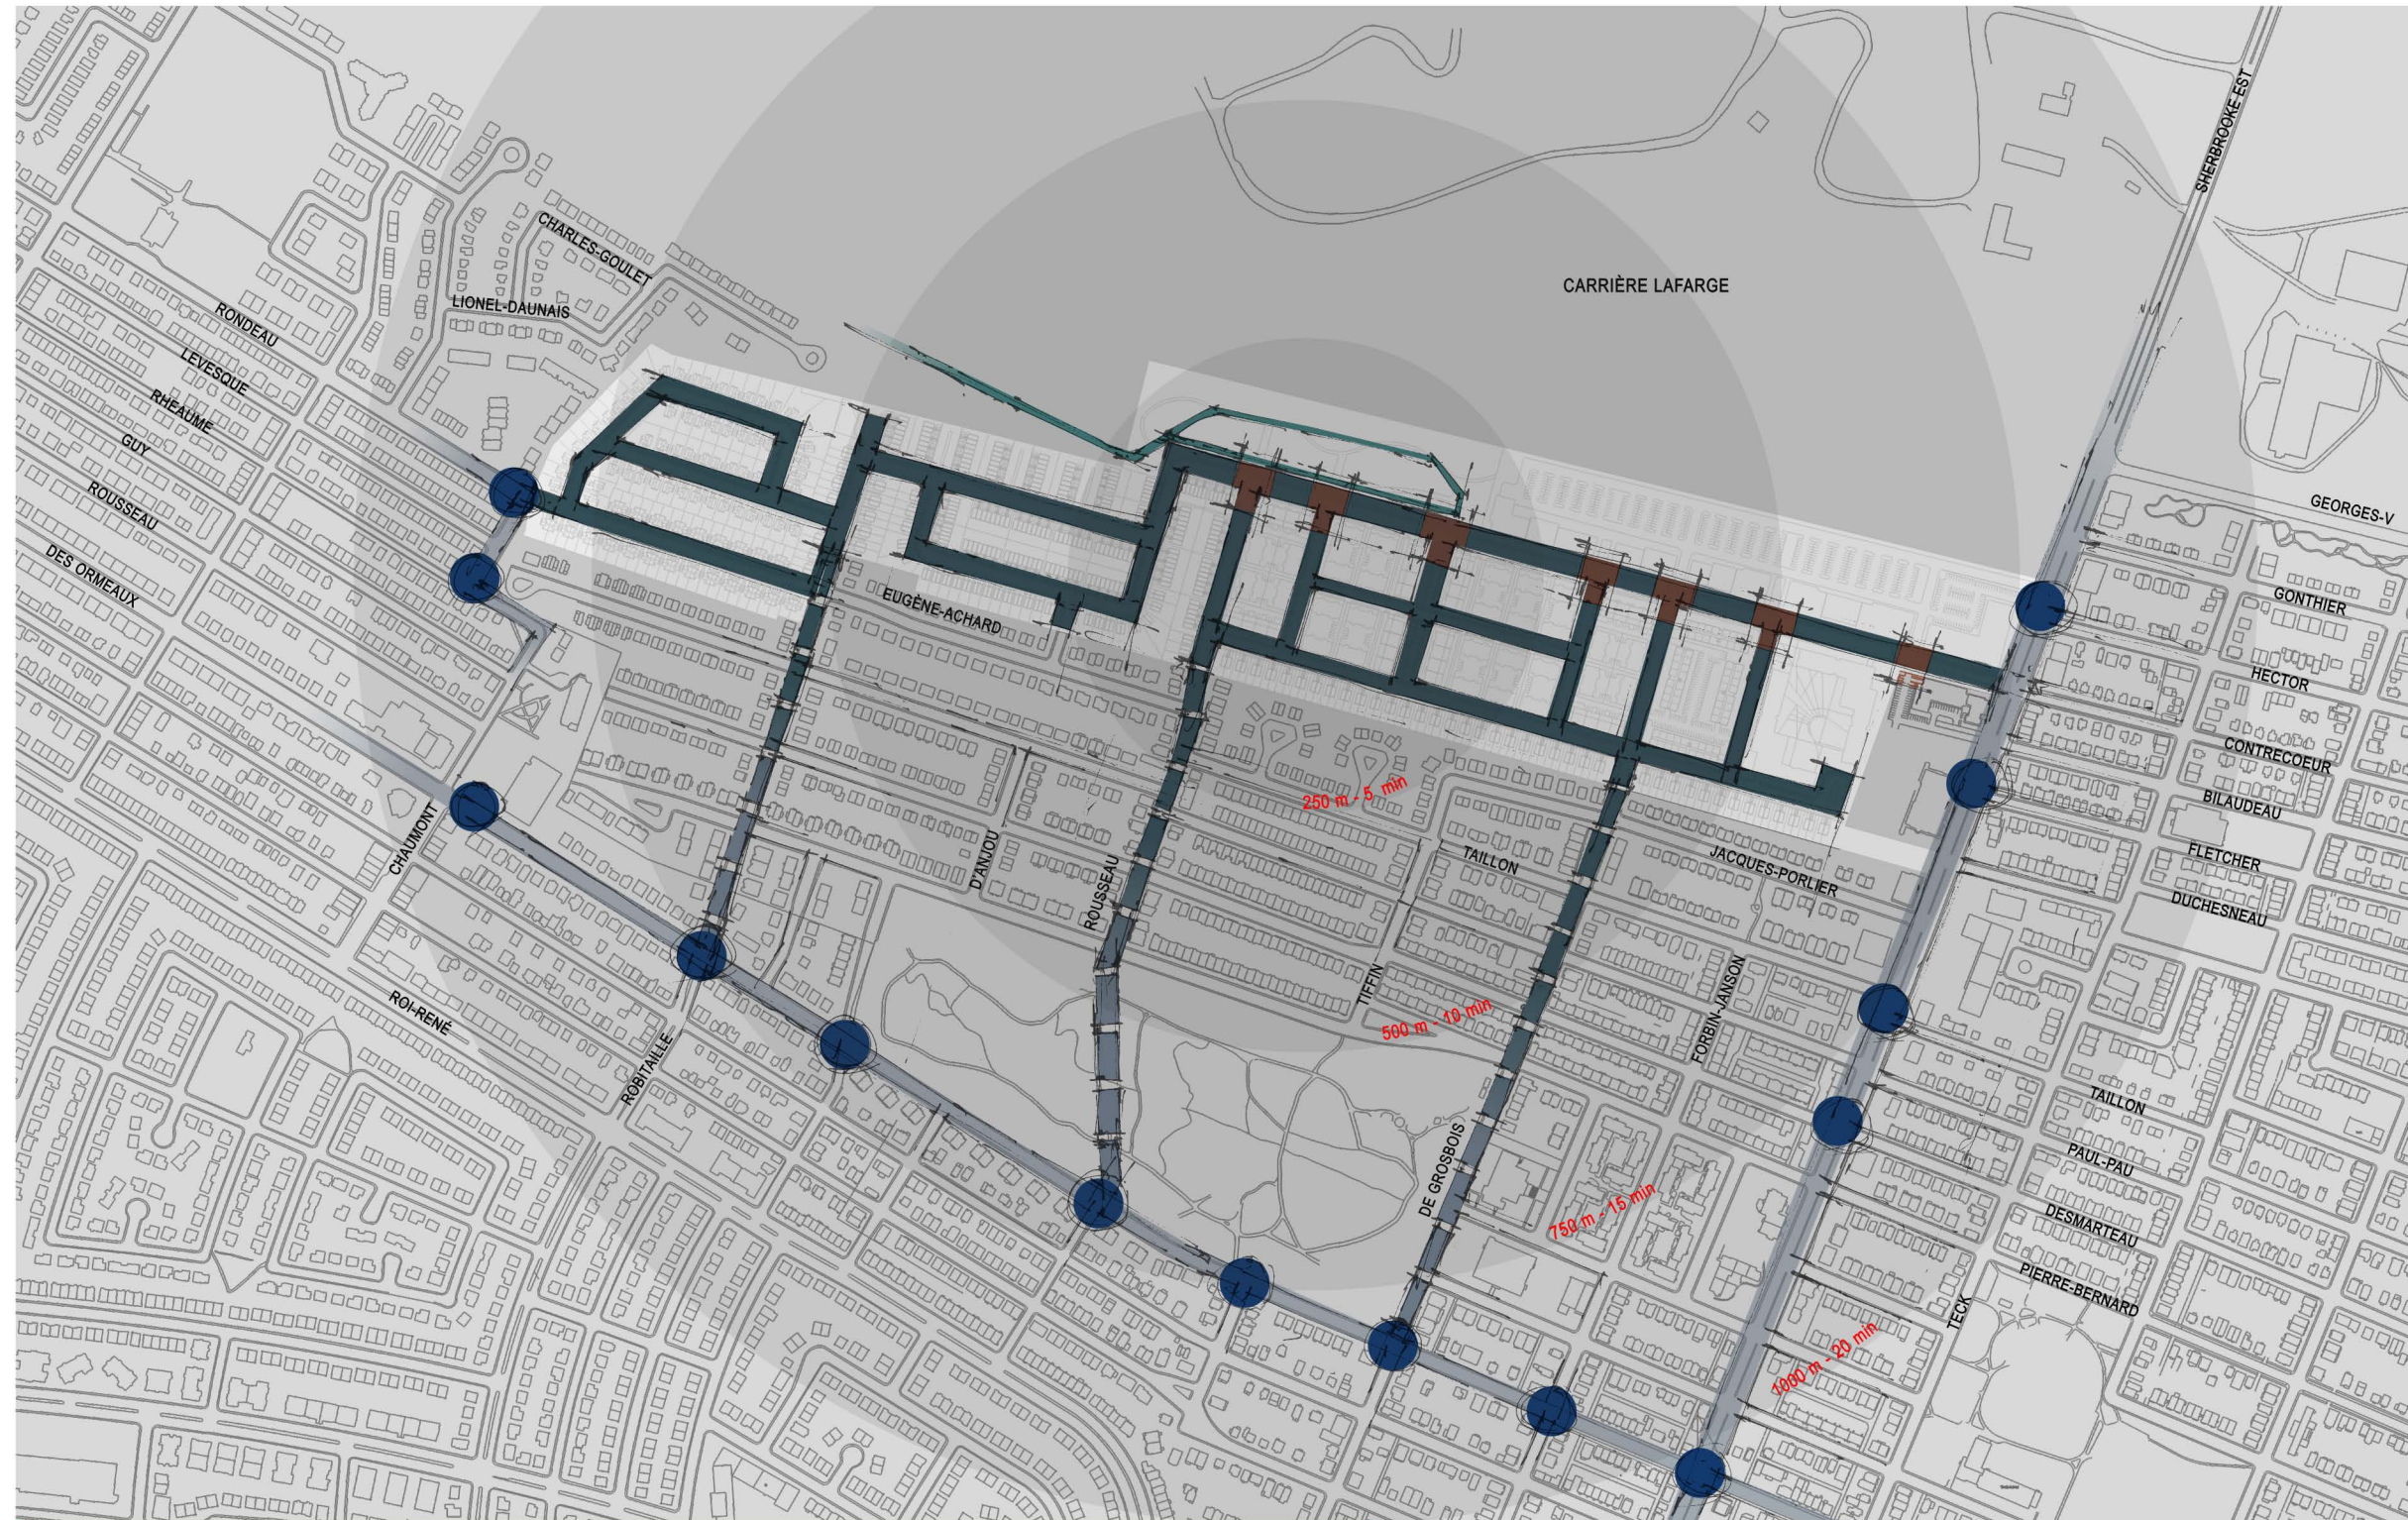 SHERBROOKE EST
CHARLES-GOULET
CARRIÈRE LAFARGE
LIONEL-DAUNAIS
RONDEAU
LEVESQUE
RHEAUME
GUY
ROUSSEAU
DES ORMEAUX
GEORGES-V
EUGÈNE-ACHARD
GONTHIER
HECTOR
CONTRECOEUR
250 m - 5 min
BILAUDEAU
CHAUMONT
D'ANJOU
TAILLON
JACQUES-PORLIER
FLETCHER
ROUSSEAU
DUCHESNEAU
TIFFIN
FORBIN-JANSON
500 m - 10 min
ROI-RENÉ
ROBITAILLE
TAILLON
DE GROSBOIS
PAUL-PAU
750 m - 15 min
DESMARTEAU
PIERRE-BERNARD
TECK
1000 m - 20 min